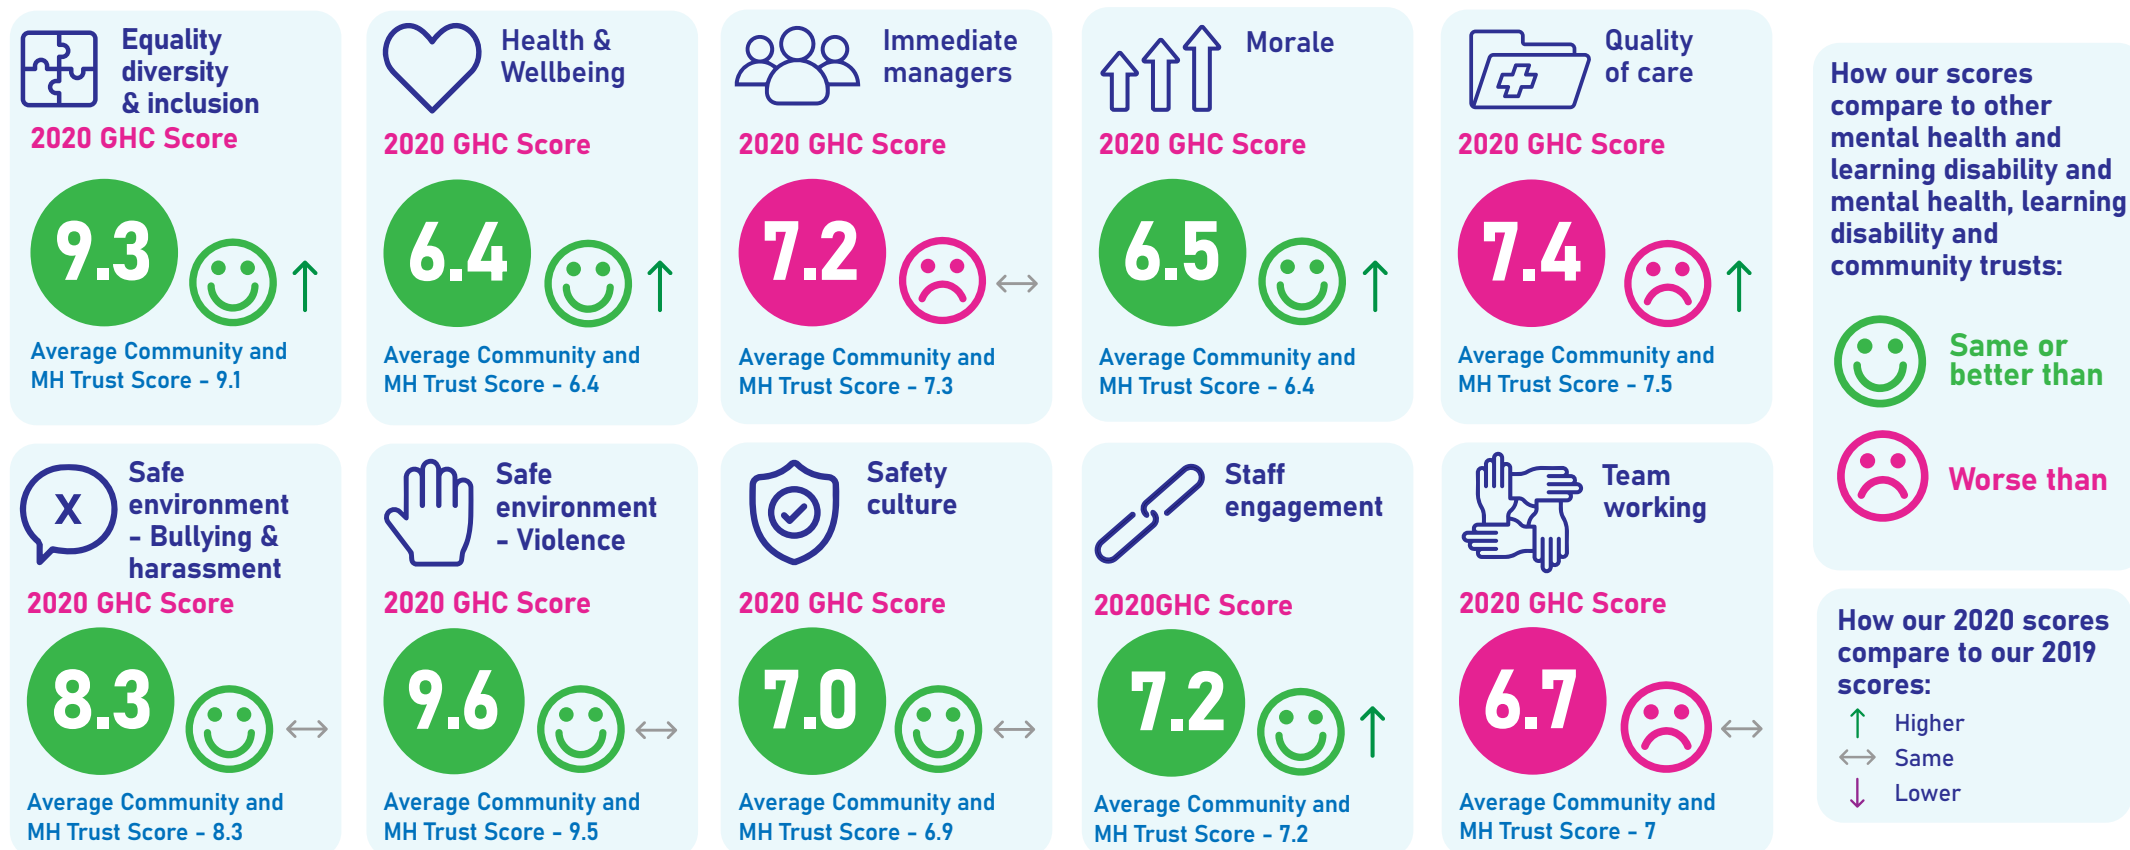 Equality
diversity
& inclusion
2020 GHC Score
9.3
Average Community and
MH Trust Score - 9.1
Health &
Wellbeing
2020 GHC Score
6.4
Average Community and
MH Trust Score - 6.4
Immediate
managers
2020 GHC Score
7.2
Average Community and
MH Trust Score - 7.3
Morale
2020 GHC Score
6.5
Average Community and
MH Trust Score - 6.4
Quality
of care
2020 GHC Score
7.4
Average Community and
MH Trust Score - 7.5
X
Safe
environment
- Bullying &
harassment
2020 GHC Score
8.3
Average Community and
MH Trust Score - 8.3
Safe
environment
- Violence
2020 GHC Score
9.6
Average Community and
MH Trust Score - 9.5
Safety
culture
2020 GHC Score
7.0
Average Community and
MH Trust Score - 6.9
Staff
engagement
2020GHC Score
7.2
Average Community and
MH Trust Score - 7.2
Team
working
2020 GHC Score
6.7
Average Community and
MH Trust Score - 7
How our scores
compare to other
mental health and
learning disability and
mental health, learning
disability and
community trusts:
Same or
better than
Worse than
How our 2020 scores
compare to our 2019
scores:
Higher
Same
Lower